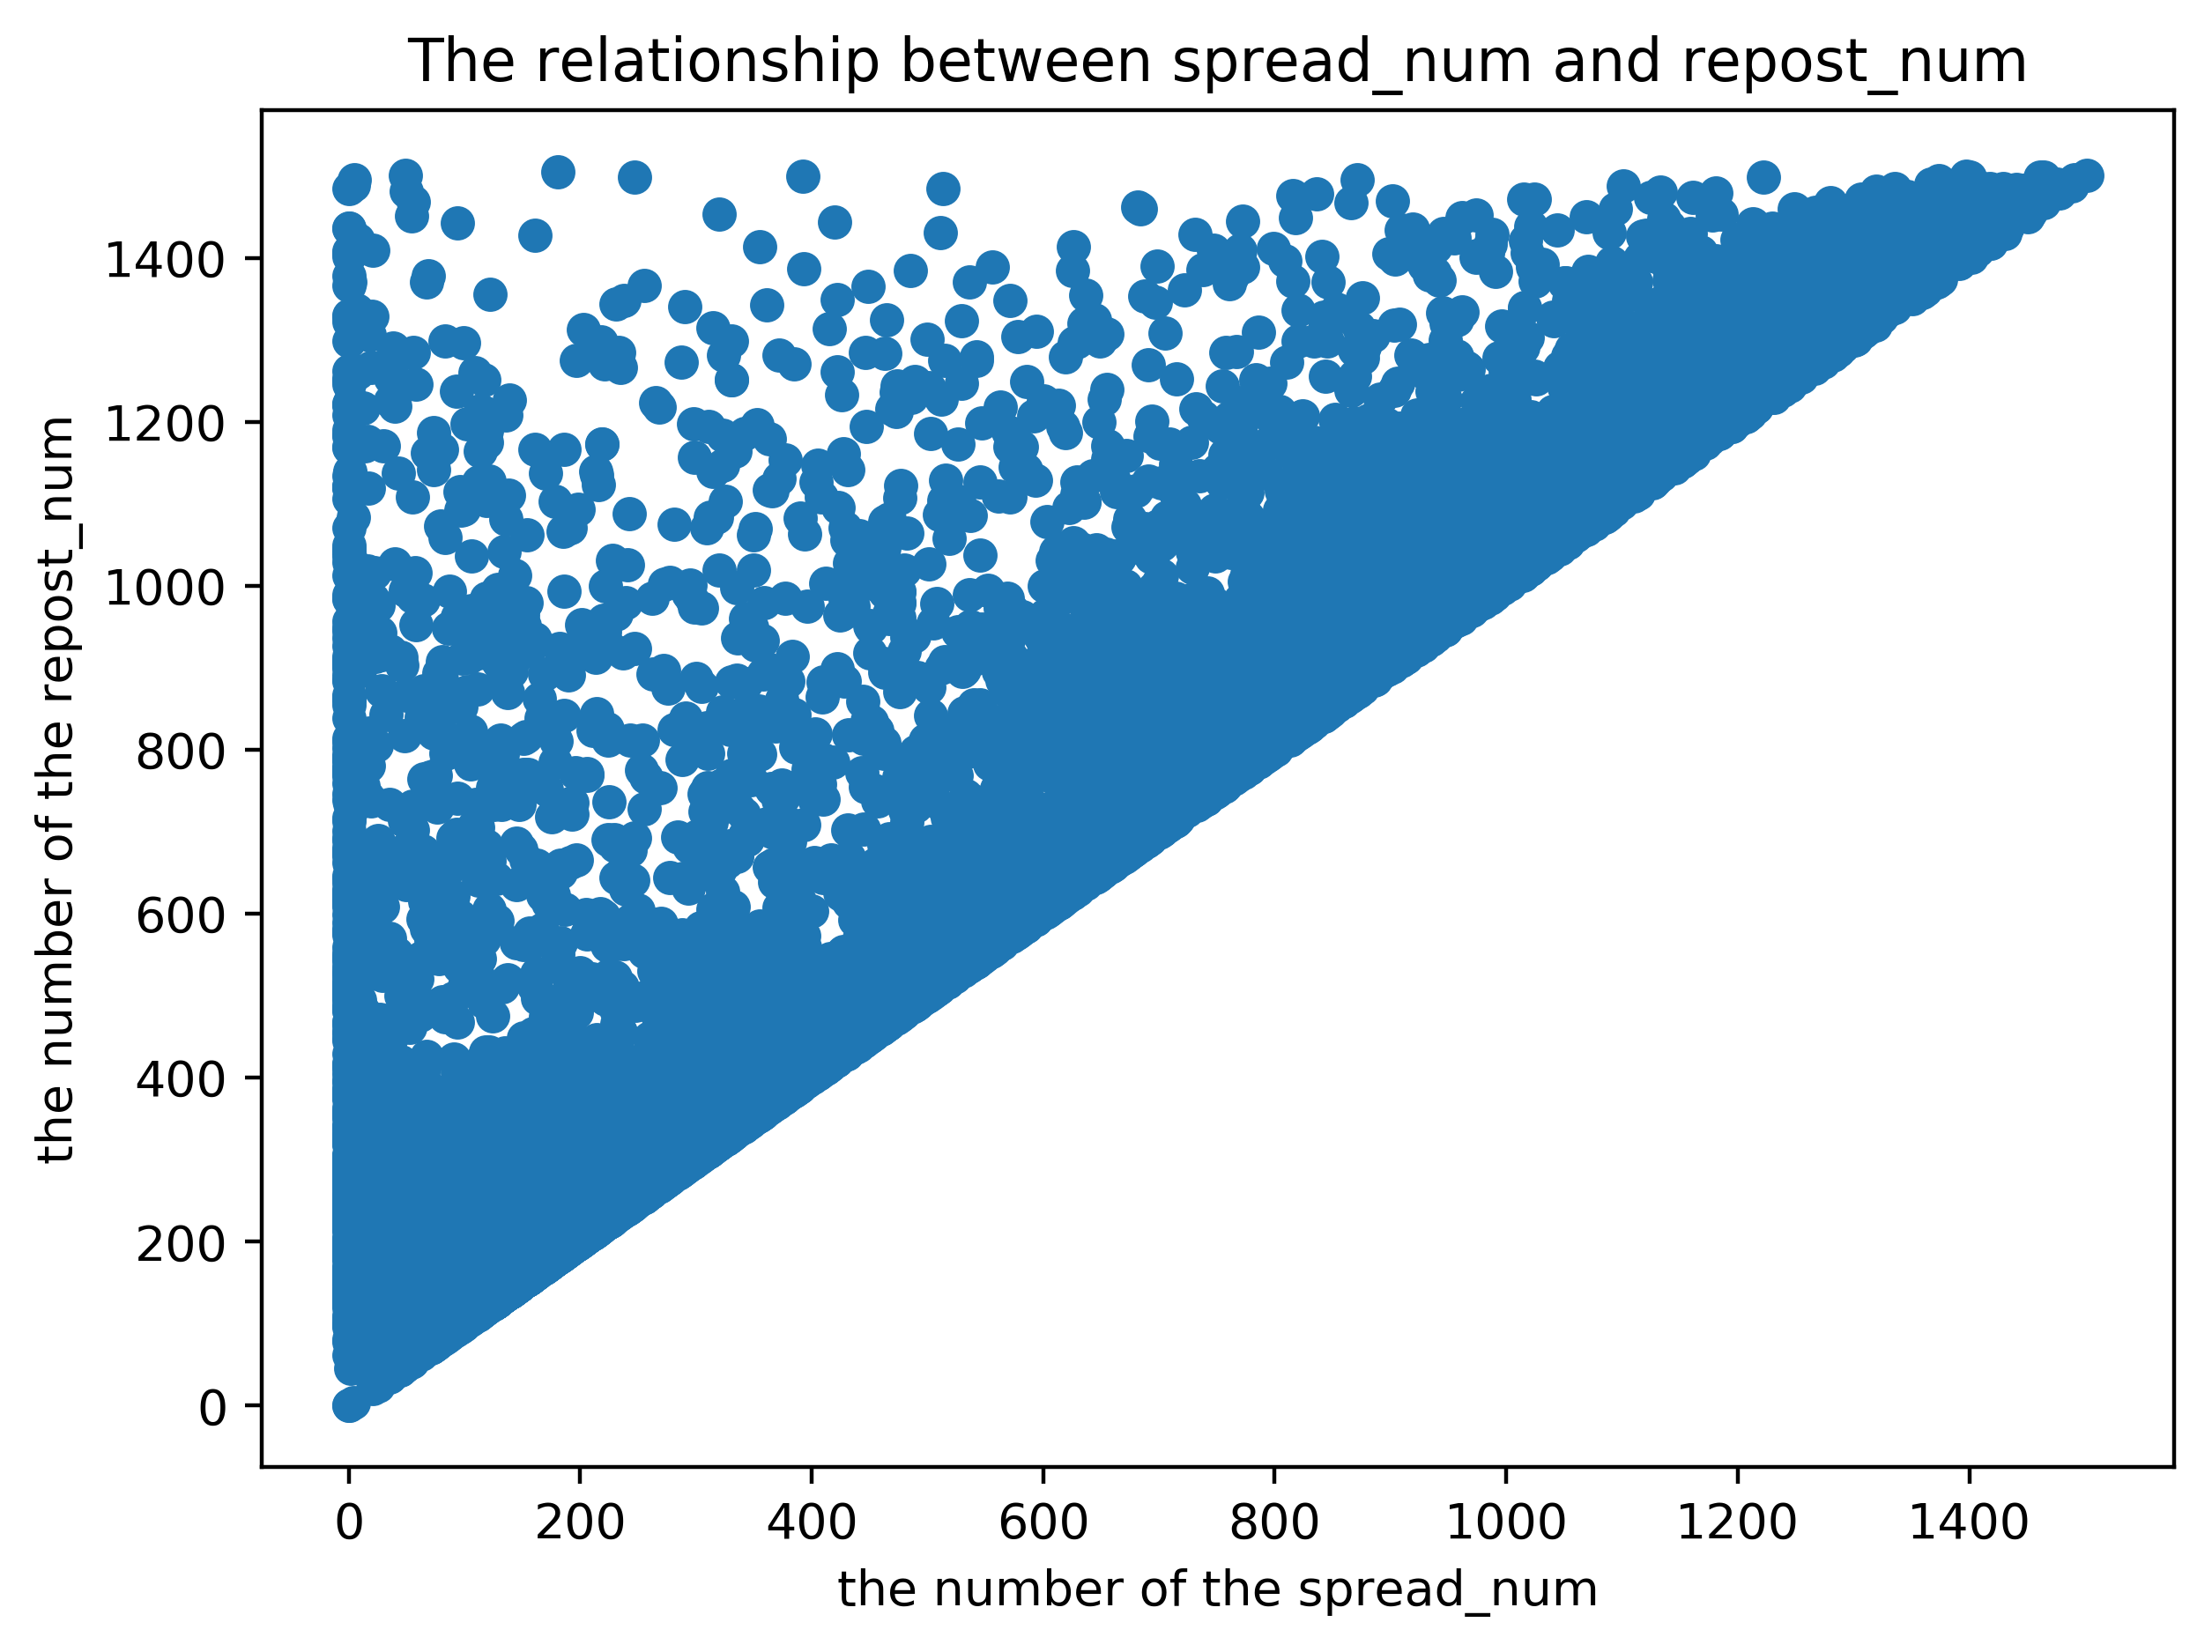 The relationship between spread_num and repost_num
the number of the repost_num
1400
1200
1000
800
600
400
200
0
0 200 400 600 800 1000 1200 1400
the number of the spread_num